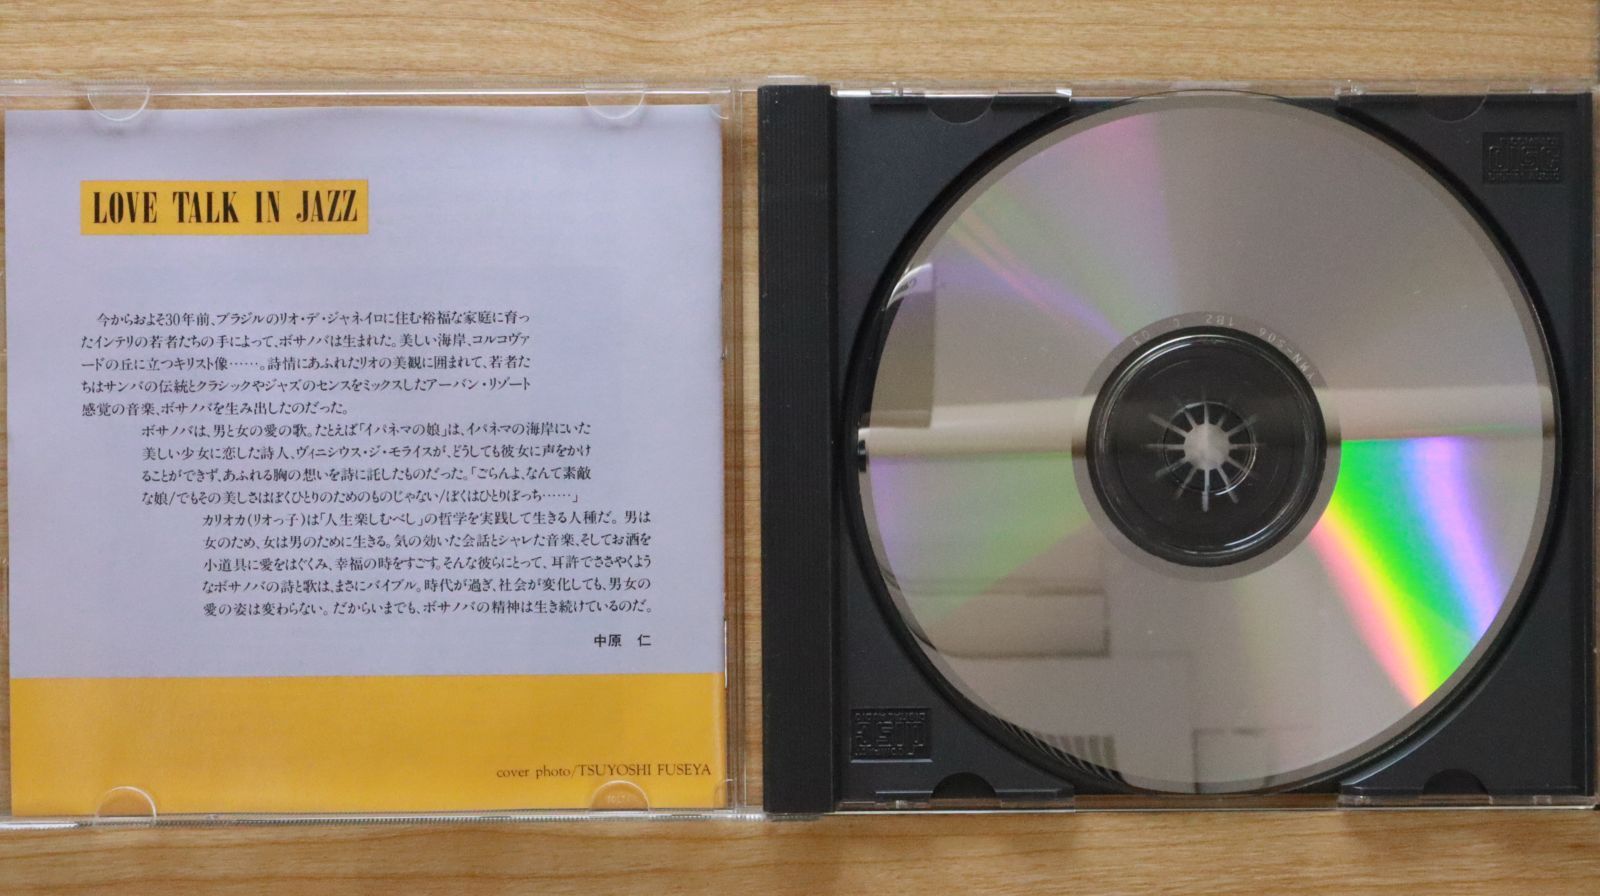 LOVE TALK IN JAZZ
今からおよそ30年前、ブラジルのリオ・デ・ジャネイロに住む裕福な家庭に育っ
たインテリの若者たちの手によって、ボサノバは生まれた。美しい海岸、コルコヴァ
ードの丘に立つキリスト像……。詩情にあふれたリオの美観に囲まれて、若者た
ちはサンバの伝統とクラシックやジャズのセンスをミックスしたアーバン・リゾート
感覚の音楽、ボサノバを生み出したのだった。
ボサノバは、男と女の愛の歌。たとえば「イパネマの娘」は、イパネマの海岸にいた
美しい少女に恋した詩人、ヴィニシウス・ジ・モライスが、どうしても彼女に声をかけ
ることができず、あふれる胸の想いを詩に託したものだった。「ごらんよ、なんて素敵
な娘/でもその美しさはぼくひとりのためのものじゃない/ぼくはひとりぼっち……」
カリオカ(リオっ子)は「人生楽しむべし」の哲学を実践して生きる人種だ。男は
女のため、女は男のために生きる。気の効いた会話とシャレた音楽、そしてお酒を
小道具に愛をはぐくみ、幸福の時をすごす。そんな彼らにとって、耳許でささやくよう
なボサノバの詩と歌は、まさにバイブル。時代が過ぎ、社会が変化しても、男女の
愛の姿は変わらない。だからいまでも、ボサノバの精神は生き続けているのだ。
中原 仁
cover photo/TSUYOSHI FUSEYA